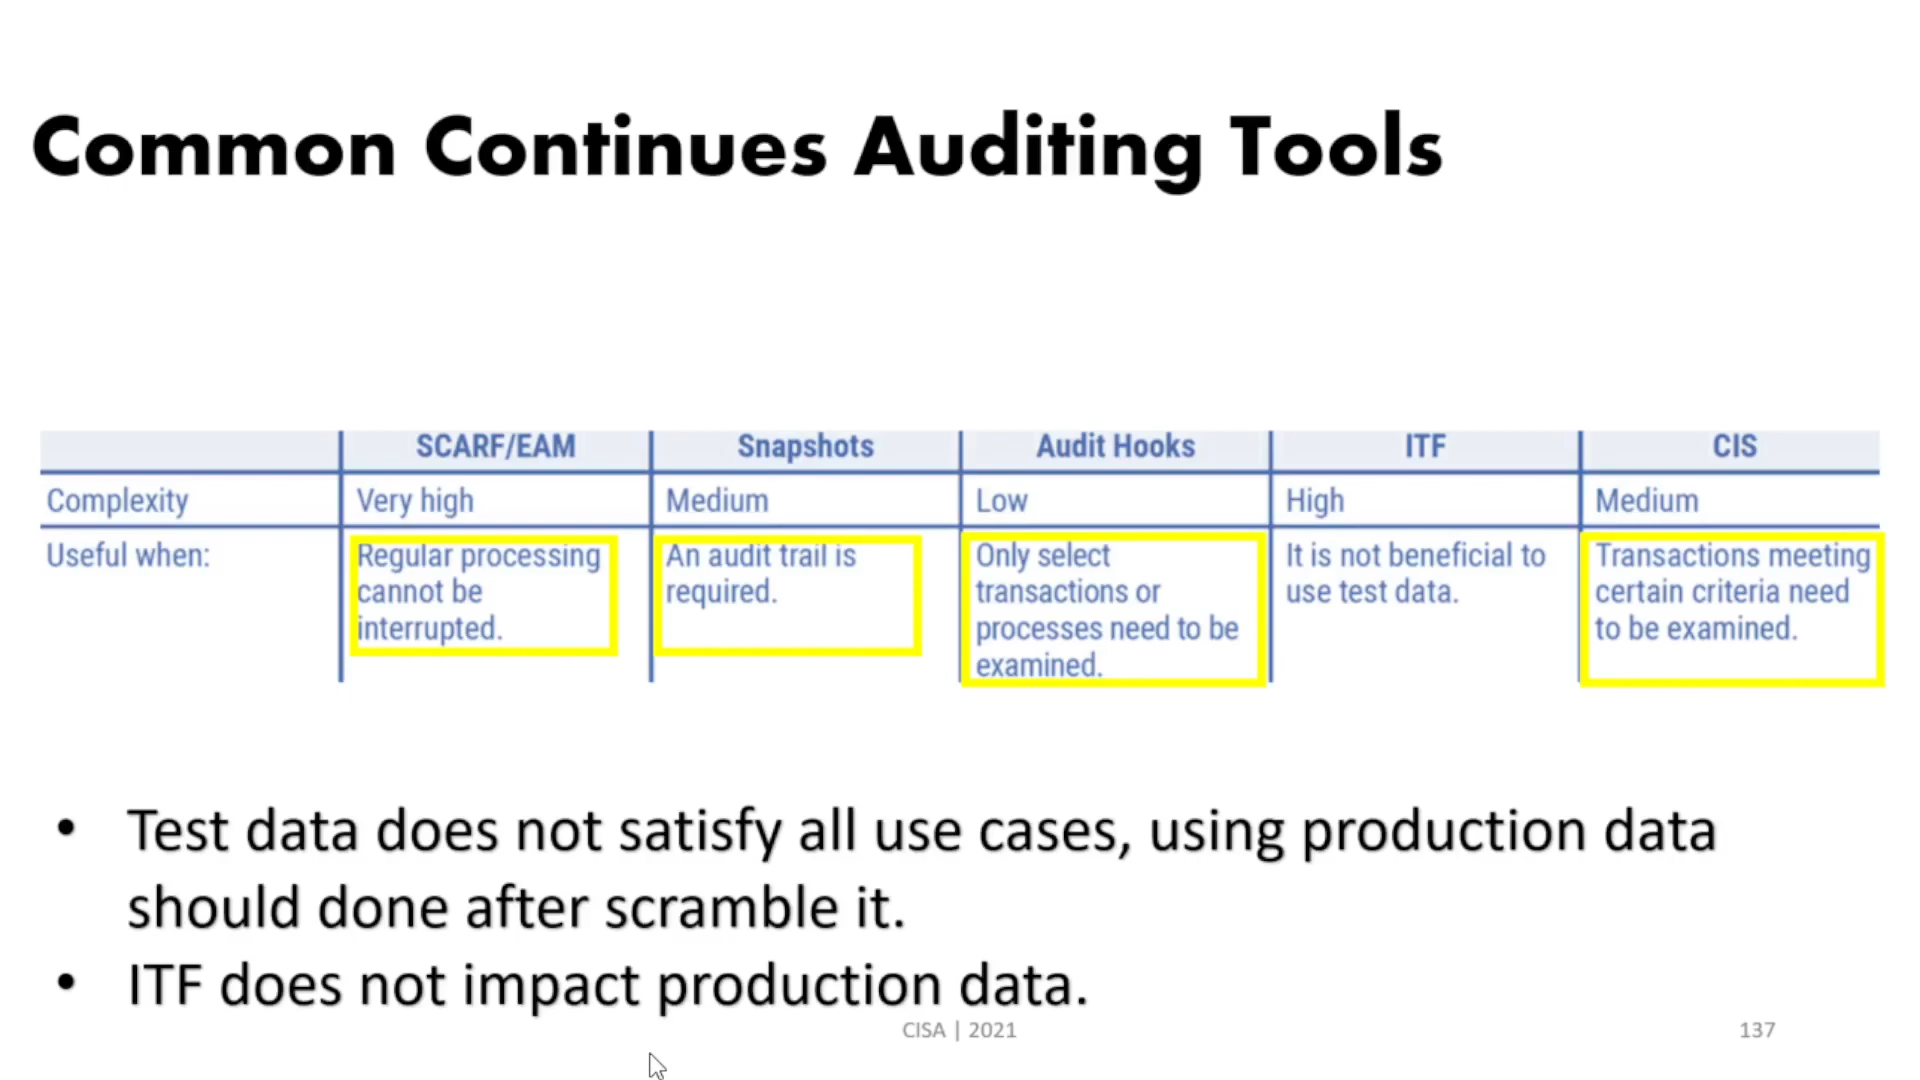 Common Continues Auditing Tools
SCARF/EAM Snapshots Audit Hooks ITF CIS
Complexity Very high Medium Low High Medium
Useful when: Regular processing An audit trail is Only select It is not beneficial to Transactions meeting
cannot be required. transactions or use test data. certain criteria need
interrupted. processes need to be to be examined.
examined.
• Test data does not satisfy all use cases, using production data
should done after scramble it.
• ITF does not impact production data.
CISA | 2021 137